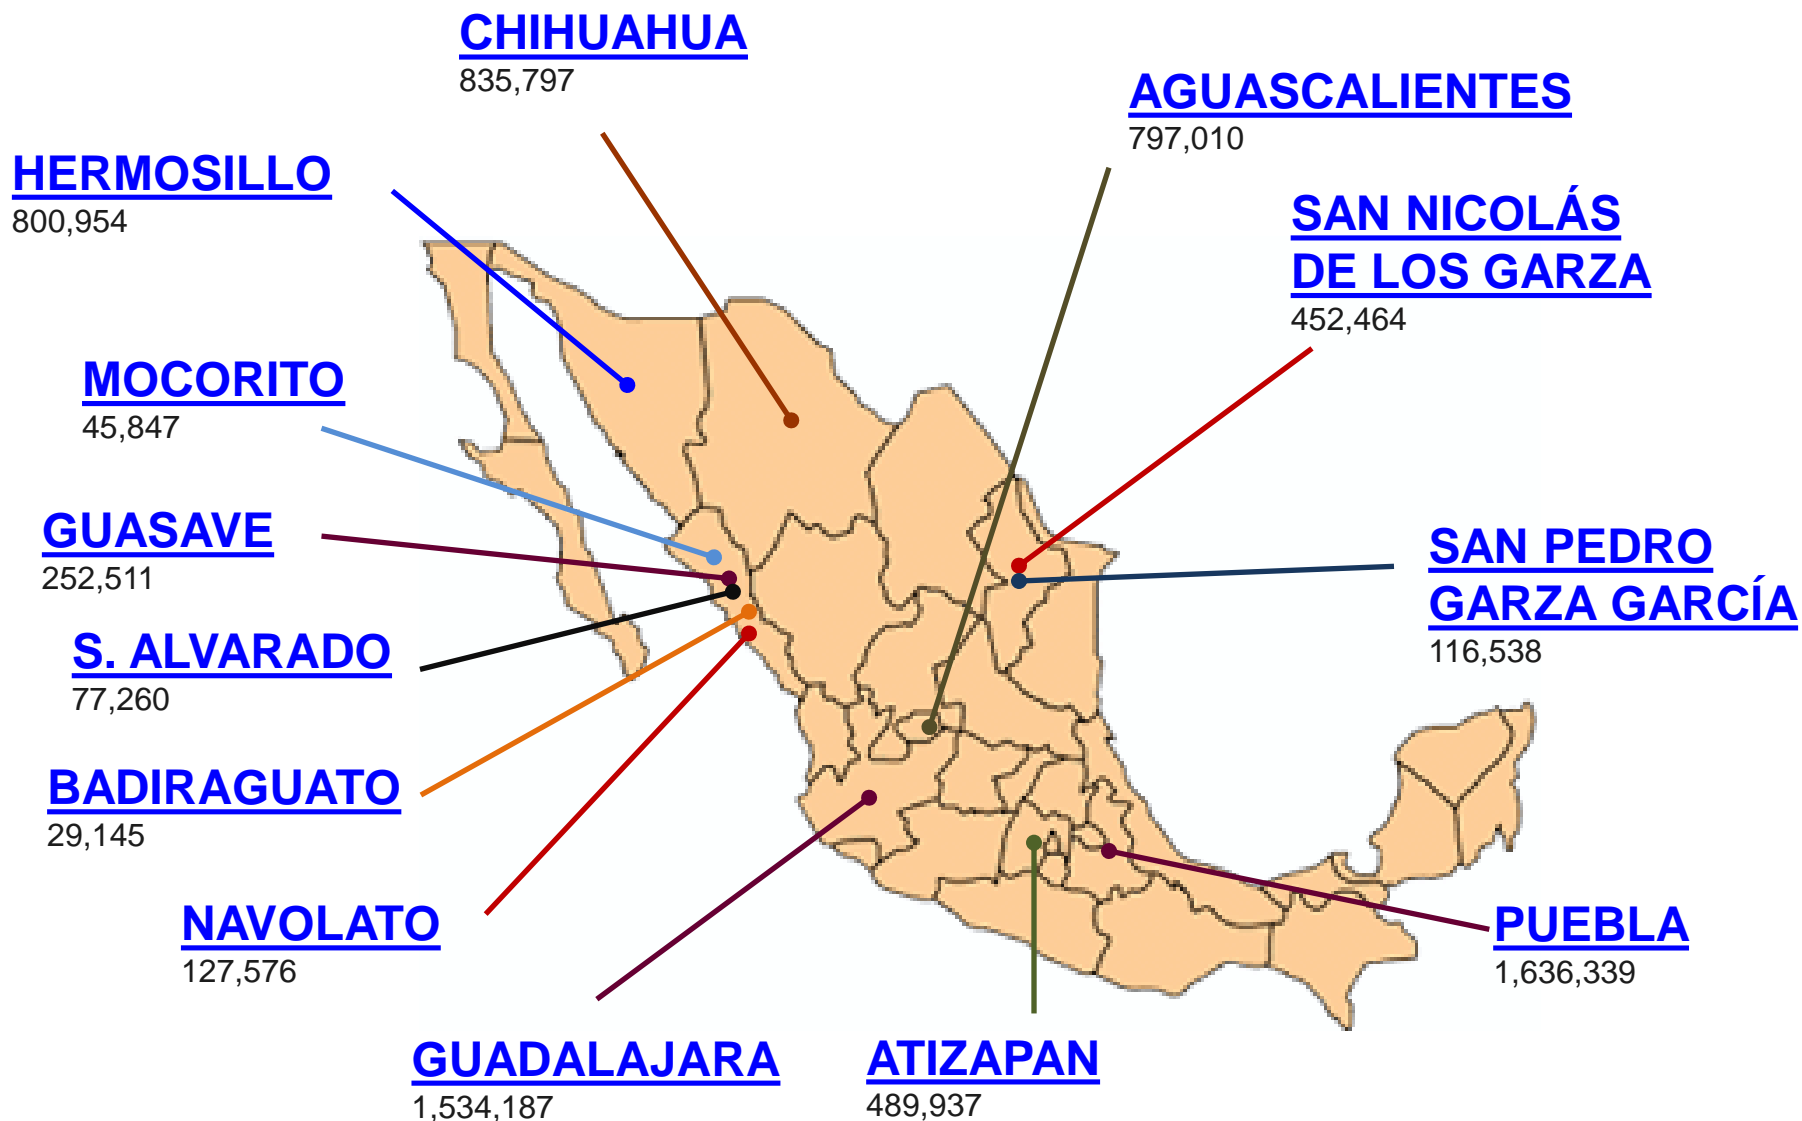 CHIHUAHUA
835,797
AGUASCALIENTES
797,010
HERMOSILLO
800,954
SAN NICOLÁS
DE LOS GARZA
452,464
MOCORITO
45,847
GUASAVE
252,511
SAN PEDRO
GARZA GARCÍA
116,538
S. ALVARADO
77,260
BADIRAGUATO
29,145
NAVOLATO
127,576
PUEBLA
1,636,339
GUADALAJARA
1,534,187
ATIZAPAN
489,937